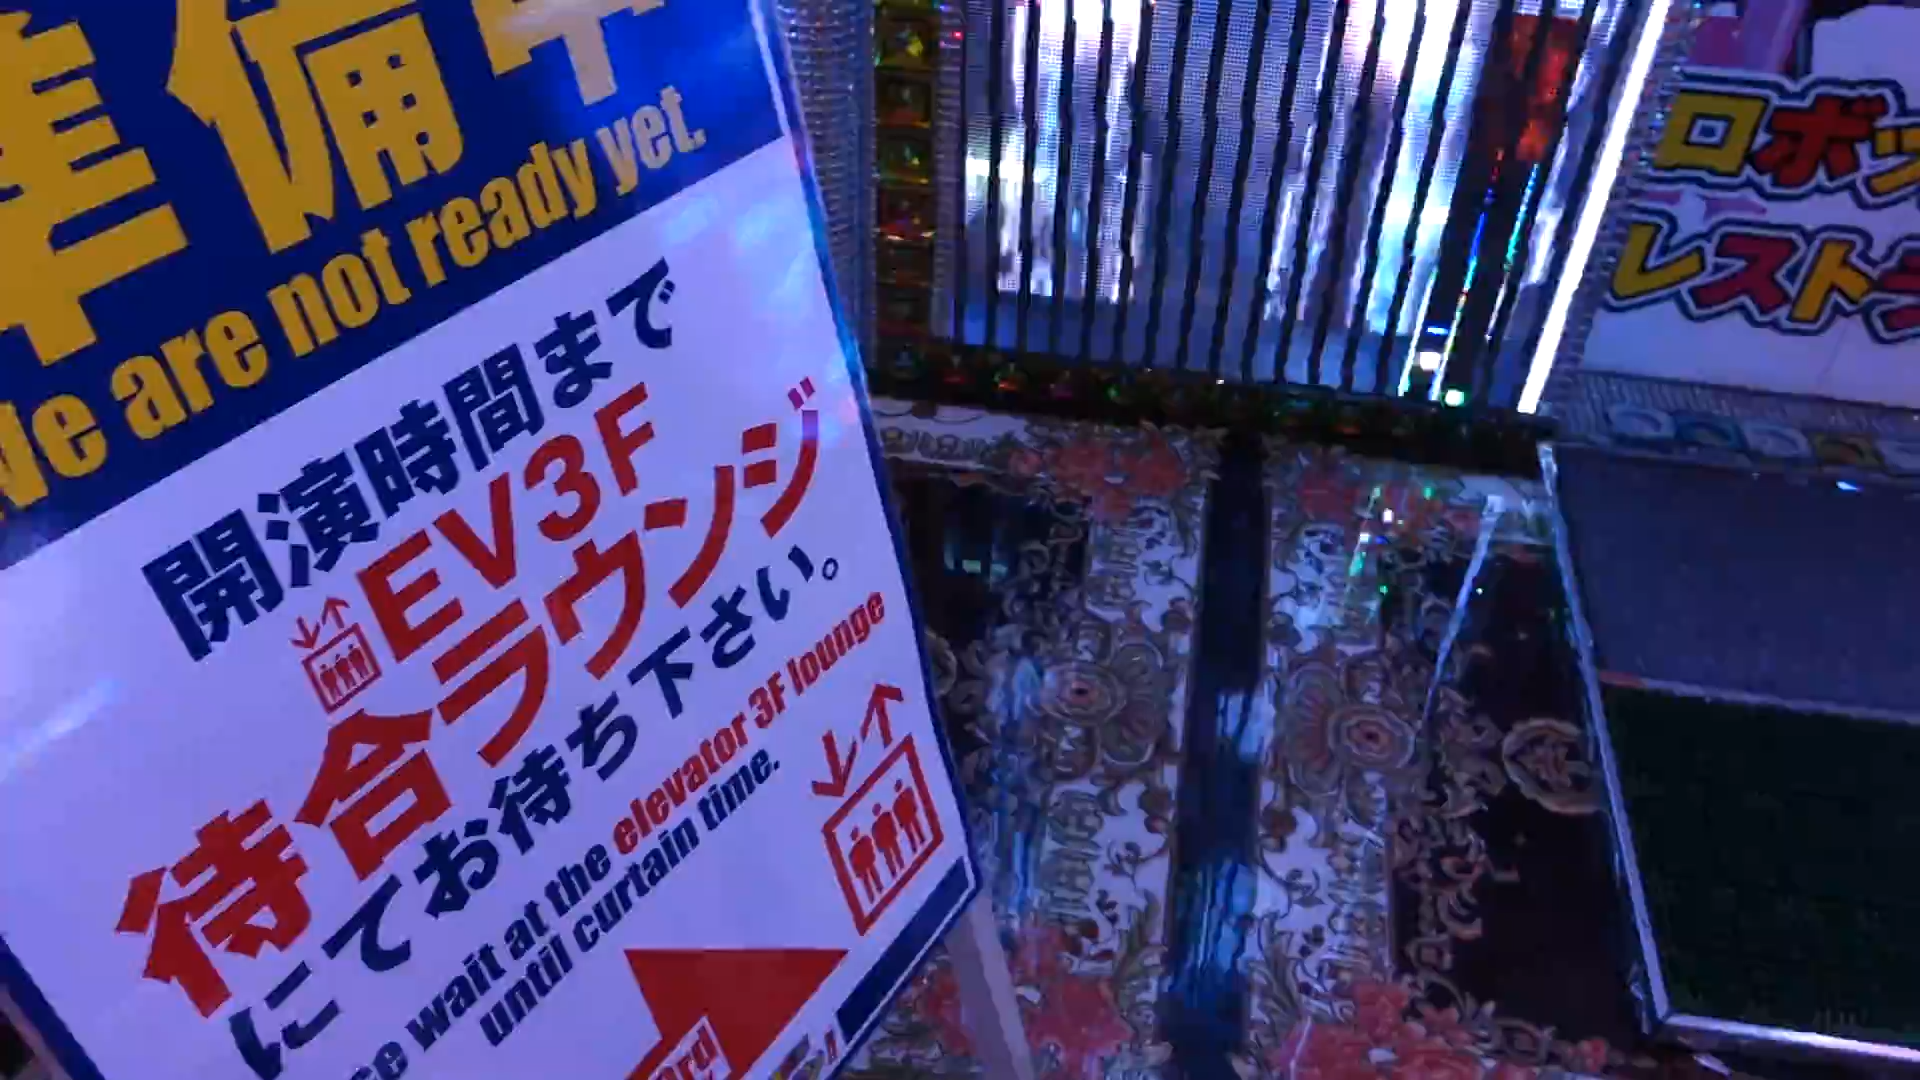 準備中
We are not ready yet.
開演時間まで
EV3F
待合ラウンジ
にてお待ち下さい。
wait at the elevator 3F lounge
until curtain time.
ロボッ
レストラ